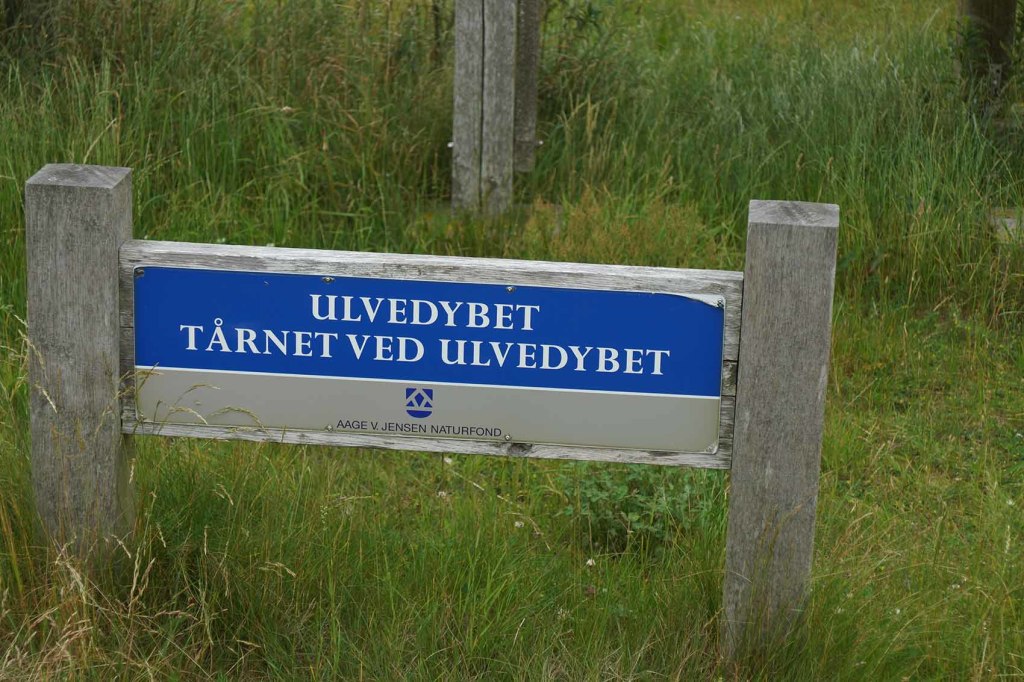 ULVEDYBET
TÅRNET VED ULVEDYBET
AAGE V. JENSEN NATURFOND